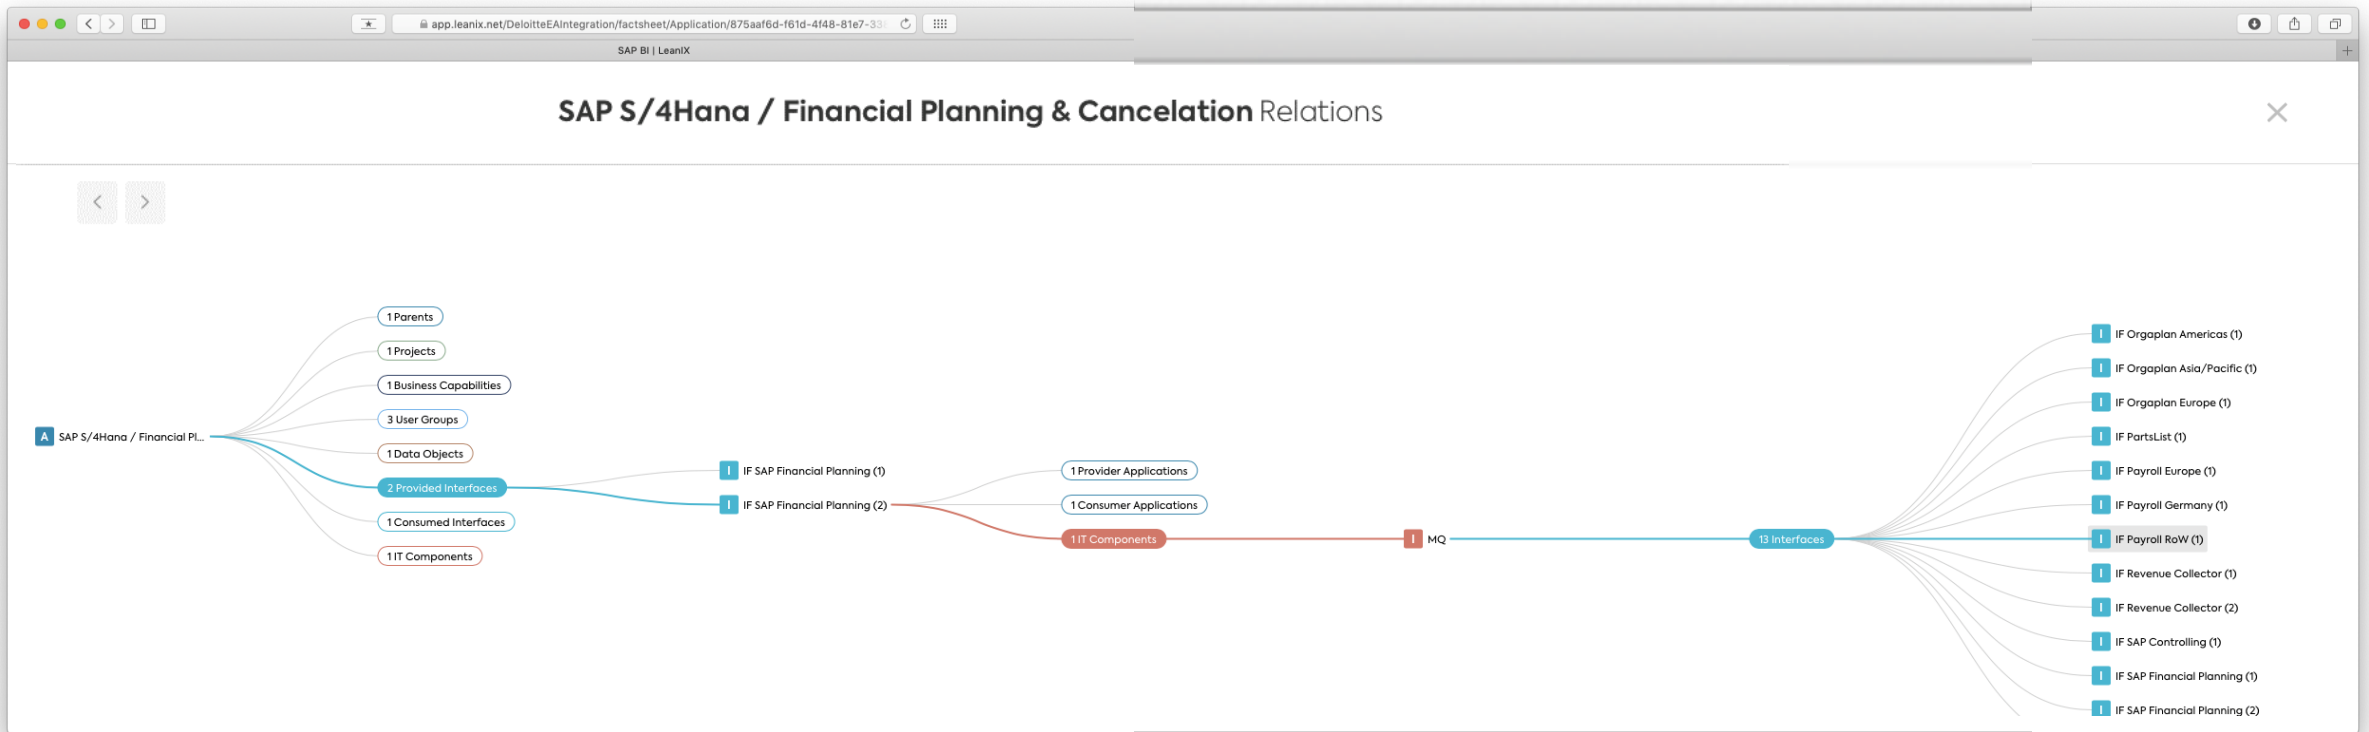 app.leanix.net/DeloitteEAIntegration/factsheet/Application/875aaf6d-f61d-4f48-81e7-33
SAP BI | LeanIX
SAP S/4Hana / Financial Planning & Cancelation Relations
A SAP S/4Hana / Financial Pl...
1 Parents
1 Projects
1 Business Capabilities
3 User Groups
1 Data Objects
2 Provided Interfaces
1 Consumed Interfaces
1 IT Components
I IF SAP Financial Planning (1)
I IF SAP Financial Planning (2)
1 Provider Applications
1 Consumer Applications
1 IT Components
I MQ
13 Interfaces
I IF Orgaplan Americas (1)
I IF Orgaplan Asia/Pacific (1)
I IF Orgaplan Europe (1)
I IF PartsList (1)
I IF Payroll Europe (1)
I IF Payroll Germany (1)
I IF Payroll RoW (1)
I IF Revenue Collector (1)
I IF Revenue Collector (2)
I IF SAP Controlling (1)
I IF SAP Financial Planning (1)
I IF SAP Financial Planning (2)